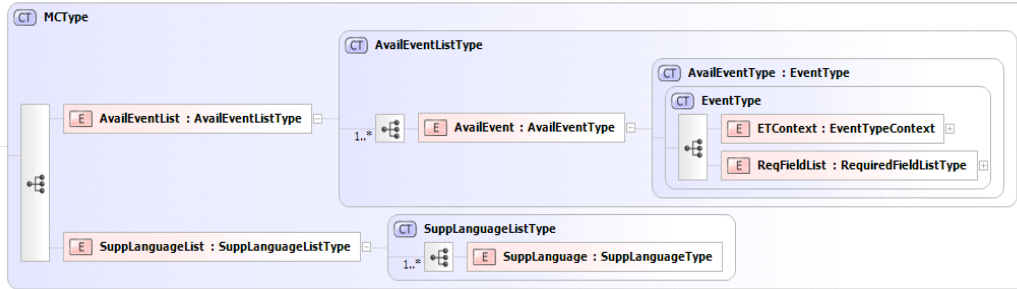 CT MCType
CT AvailEventListType
CT AvailEventType : EventType
CT EventType
E AvailEventList : AvailEventListType
1..*
E AvailEvent : AvailEventType
E ETContext : EventTypeContext
E ReqFieldList : RequiredFieldListType
CT SuppLanguageListType
E SuppLanguageList : SuppLanguageListType
1..*
E SuppLanguage : SuppLanguageType